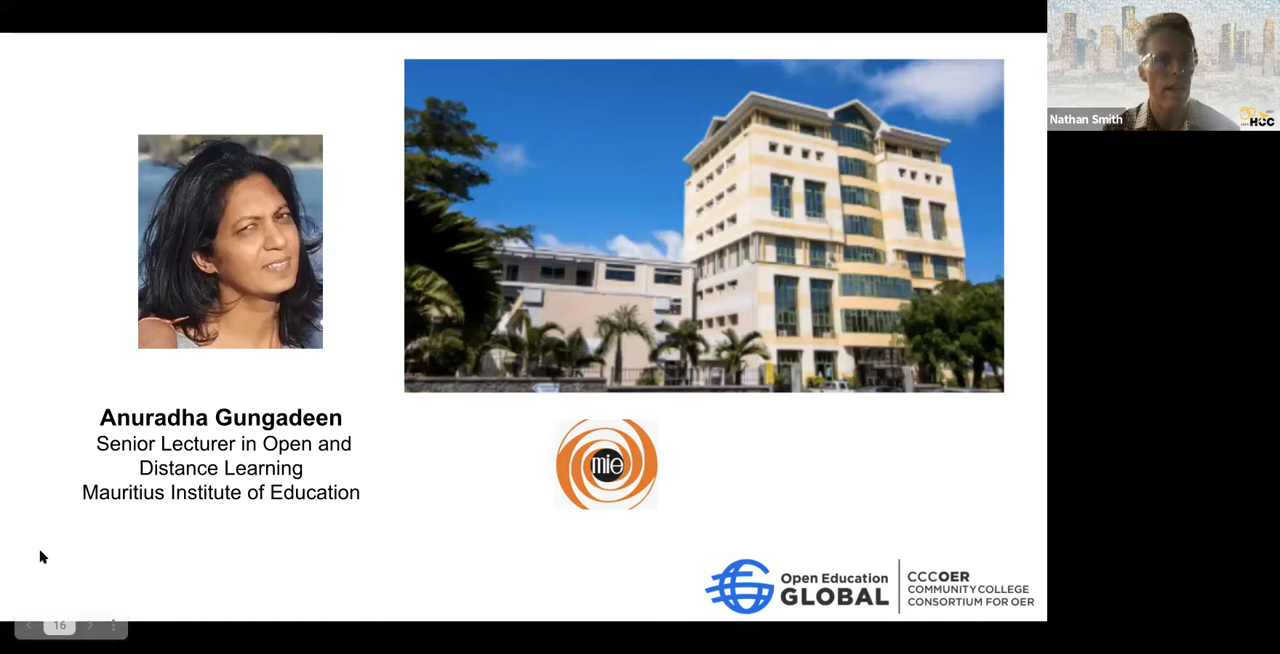 Nathan Smith
HCC
Anuradha Gungadeen
Senior Lecturer in Open and
Distance Learning
Mauritius Institute of Education
mie
Open Education
GLOBAL
CCCOER
COMMUNITY COLLEGE
CONSORTIUM FOR OER
16